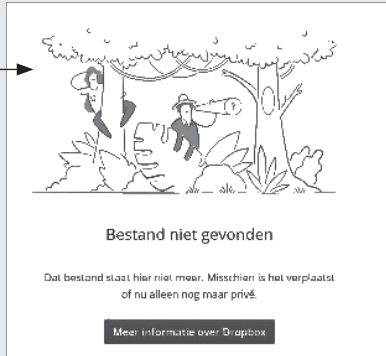 ?
Bestand niet gevonden
Dat bestand staat hier niet meer. Misschien is het verplaatst
of nu alleen nog maar privé.
Meer informatie over Dropbox